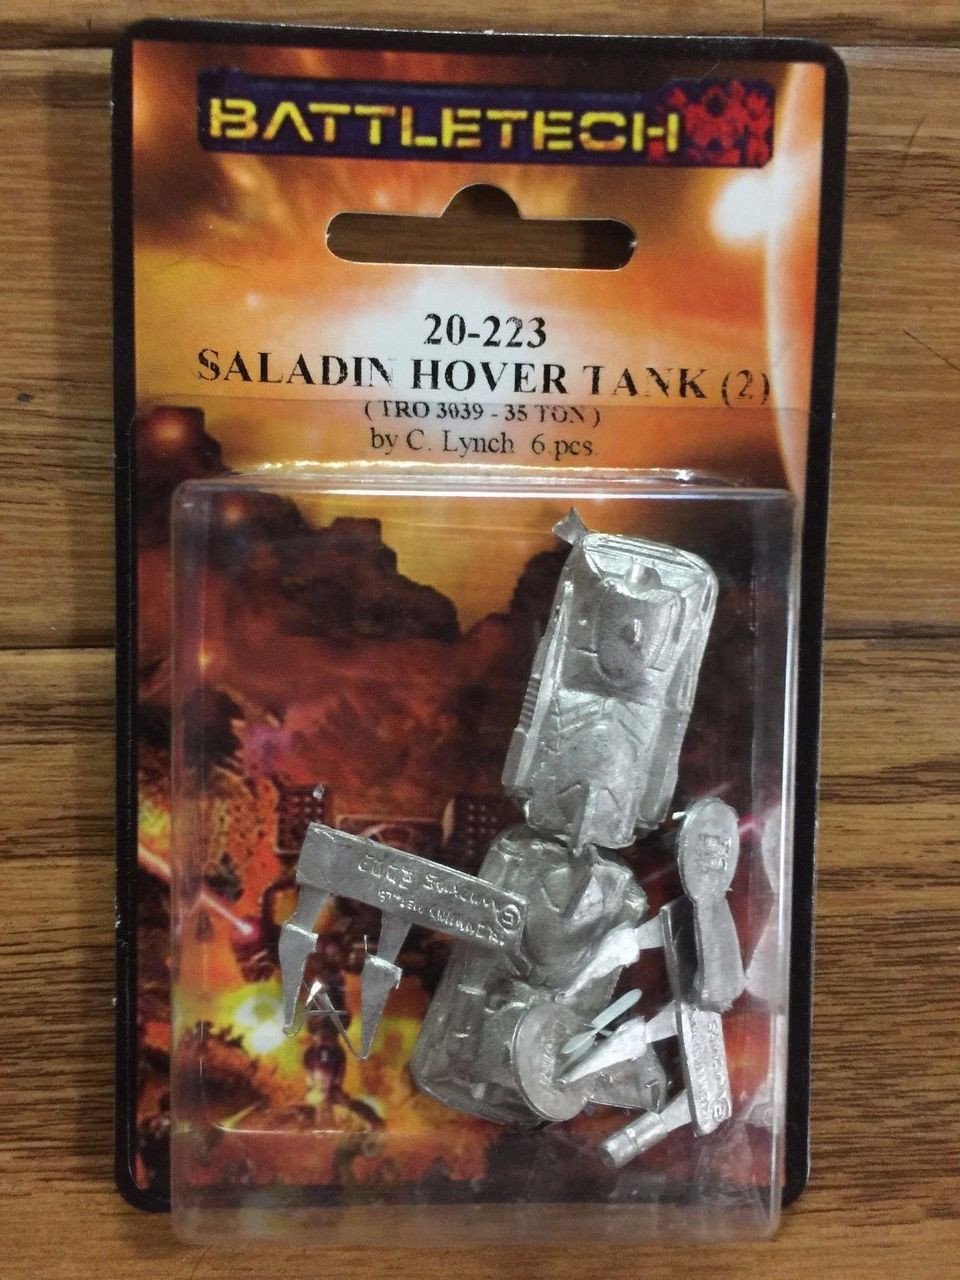 BATTLETECH
20-223
SALADIN HOVER TANK (2)
( TRO 3039 - 35 TON )
by C. Lynch 6 pcs.